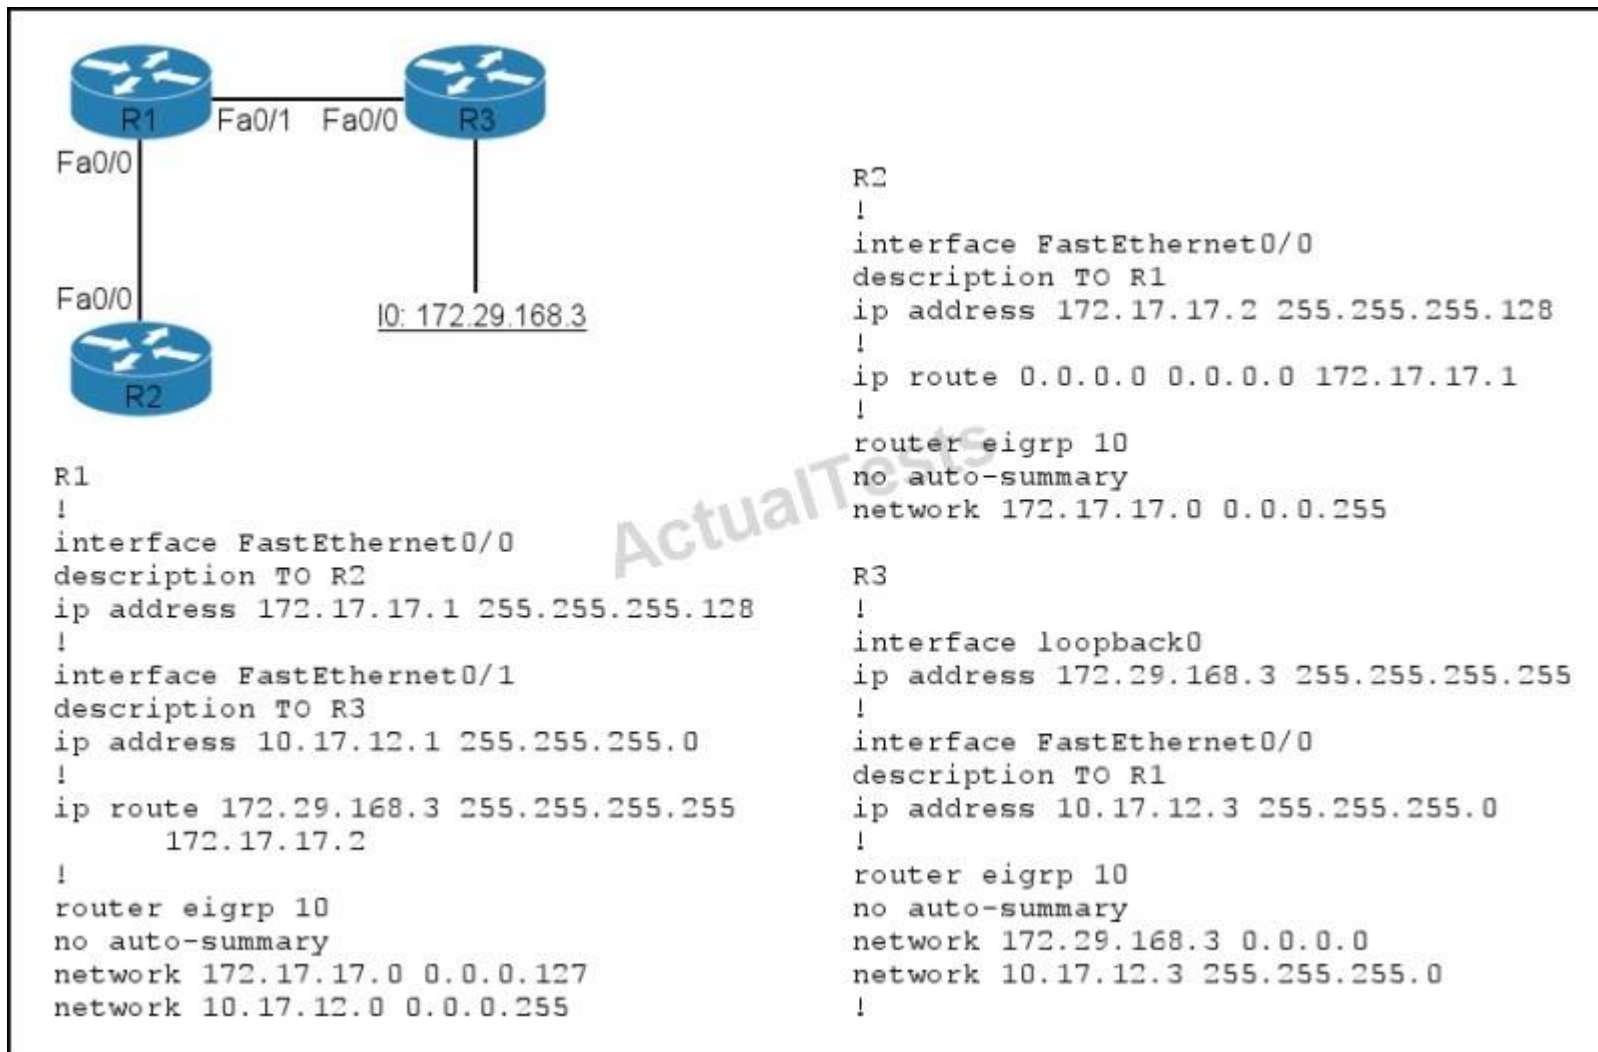 R1
Fa0/1
Fa0/0
R3
Fa0/0
Fa0/0
R2
l0: 172.29.168.3
R1
!
interface FastEthernet0/0
description TO R2
ip address 172.17.17.1 255.255.255.128
!
interface FastEthernet0/1
description TO R3
ip address 10.17.12.1 255.255.255.0
!
ip route 172.29.168.3 255.255.255.255
172.17.17.2
!
router eigrp 10
no auto-summary
network 172.17.17.0 0.0.0.127
network 10.17.12.0 0.0.0.255
R2
!
interface FastEthernet0/0
description TO R1
ip address 172.17.17.2 255.255.255.128
!
ip route 0.0.0.0 0.0.0.0 172.17.17.1
!
router eigrp 10
no auto-summary
network 172.17.17.0 0.0.0.255
R3
!
interface loopback0
ip address 172.29.168.3 255.255.255.255
!
interface FastEthernet0/0
description TO R1
ip address 10.17.12.3 255.255.255.0
!
router eigrp 10
no auto-summary
network 172.29.168.3 0.0.0.0
network 10.17.12.3 255.255.255.0
!
ActualTests